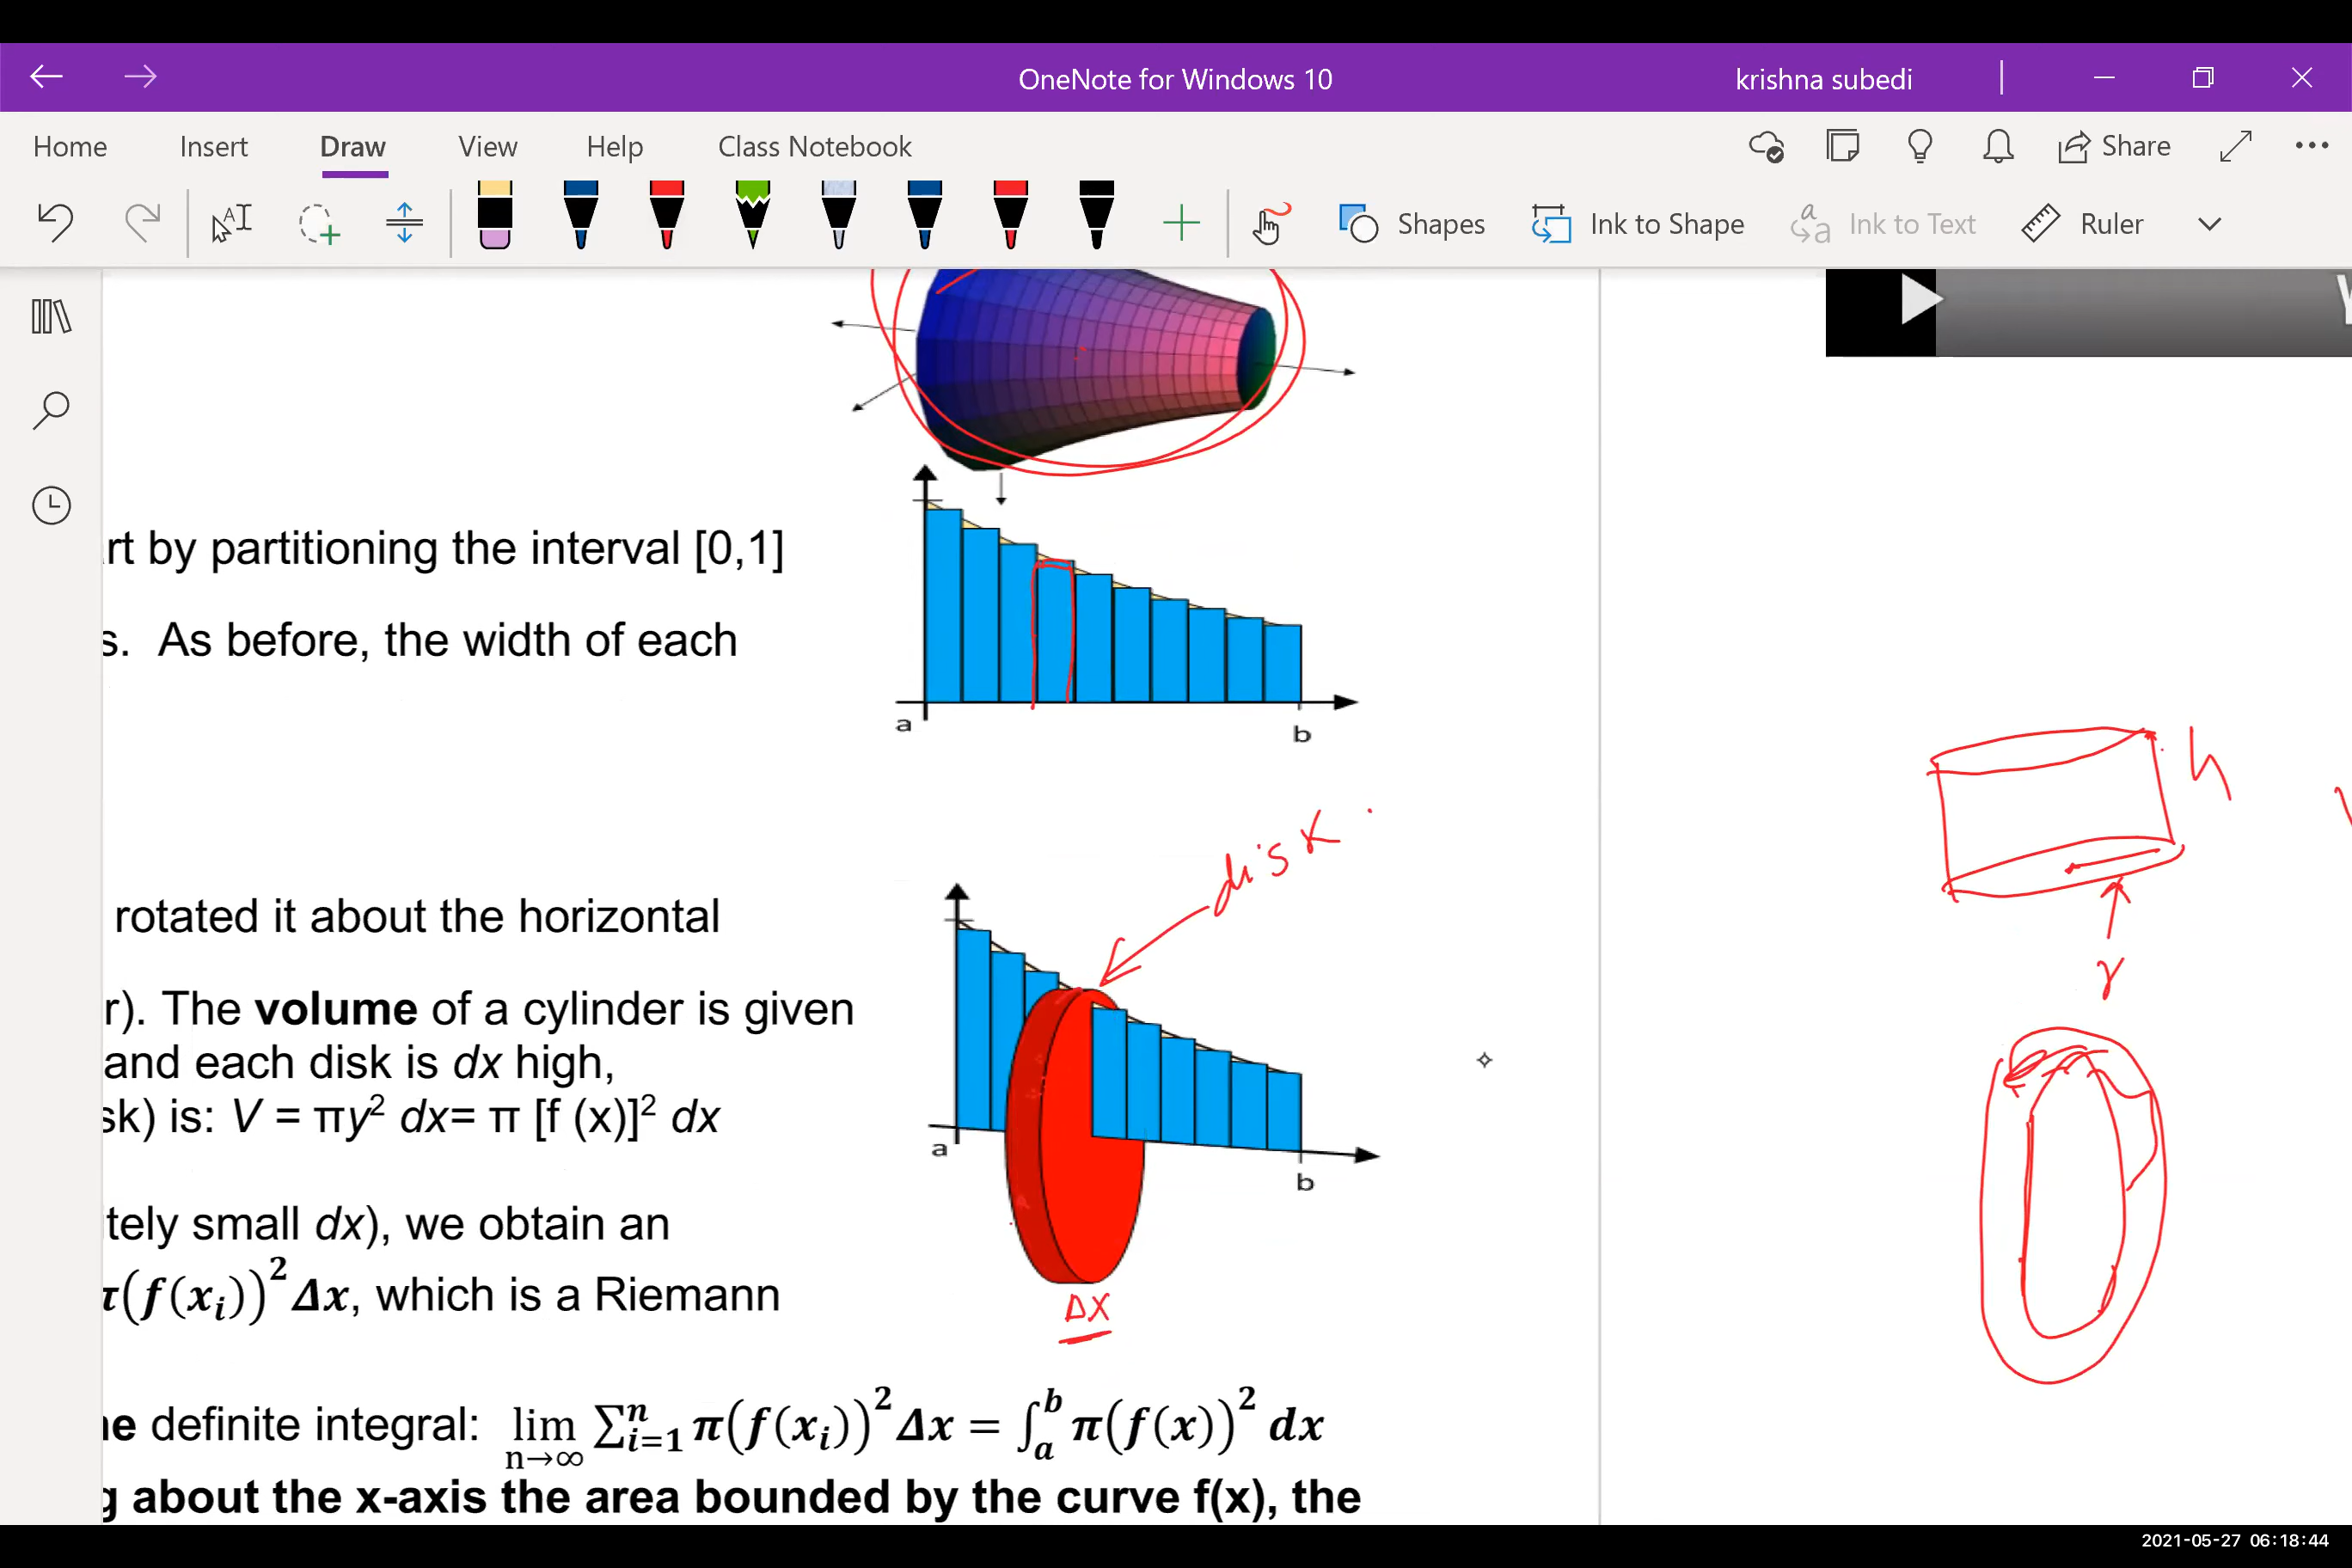 OneNote for Windows 10
krishna subedi
Home Insert Draw View Help Class Notebook Share
Shapes Ink to Shape Ink to Text Ruler
rt by partitioning the interval [0,1]
s. As before, the width of each
a
b
h
disk
rotated it about the horizontal
r). The volume of a cylinder is given
and each disk is dx high,
sk) is: V = πy² dx= π [f (x)]² dx
a
b
r
tely small dx), we obtain an
π(f(xᵢ))² Δx, which is a Riemann
ΔX
e definite integral: lim n→∞ ∑ⁿᵢ₌₁ π(f(xᵢ))² Δx = ∫ₐᵇ π(f(x))² dx
g about the x-axis the area bounded by the curve f(x), the
2021-05-27 06:18:44